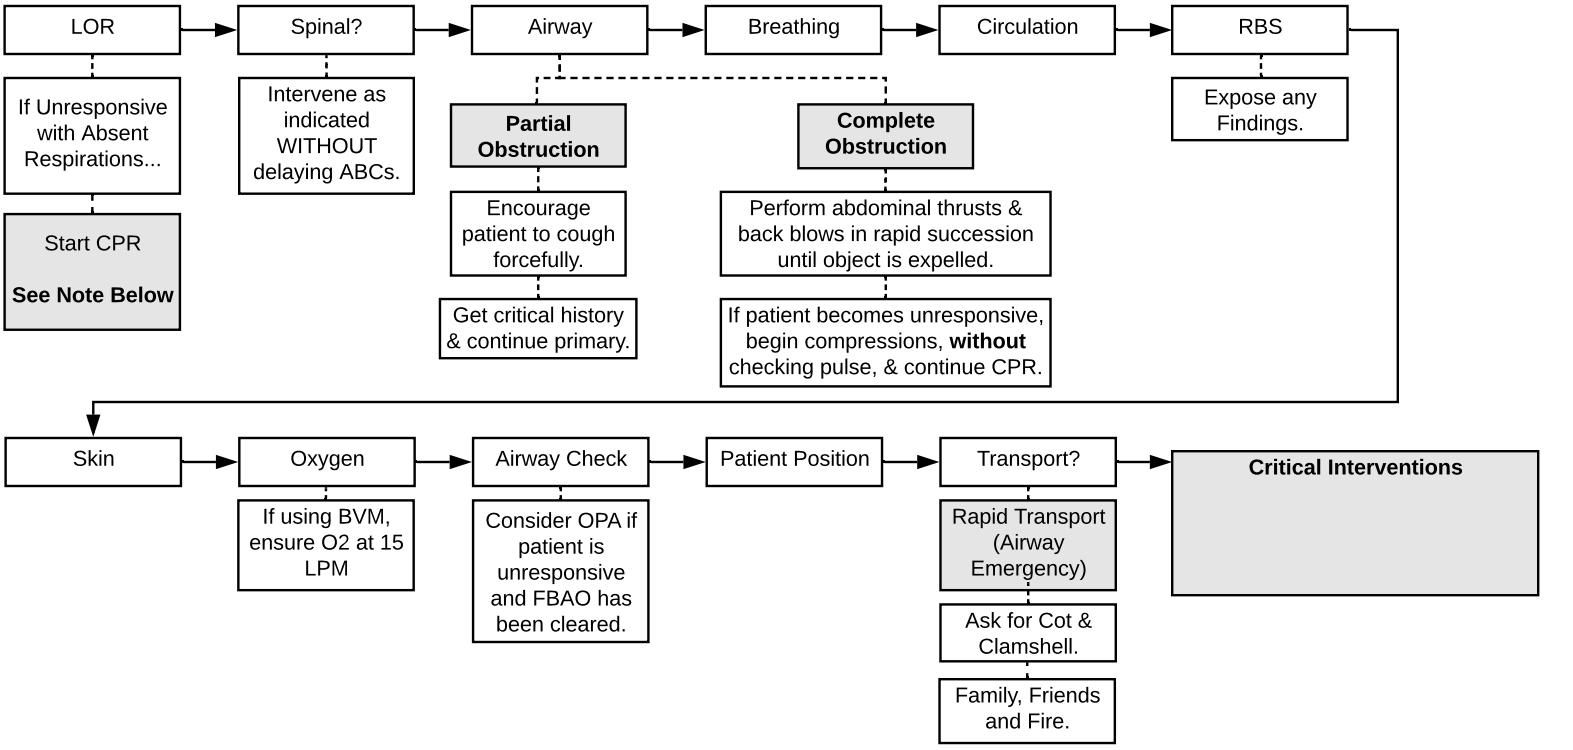 LOR
Spinal?
Airway
Breathing
Circulation
RBS
If Unresponsive
with Absent
Respirations...
Start CPR
See Note Below
Intervene as
indicated
WITHOUT
delaying ABCs.
Partial
Obstruction
Encourage
patient to cough
forcefully.
Get critical history
& continue primary.
Complete
Obstruction
Perform abdominal thrusts &
back blows in rapid succession
until object is expelled.
If patient becomes unresponsive,
begin compressions, without
checking pulse, & continue CPR.
Expose any
Findings.
Skin
Oxygen
Airway Check
Patient Position
Transport?
Critical Interventions
If using BVM,
ensure O2 at 15
LPM
Consider OPA if
patient is
unresponsive
and FBAO has
been cleared.
Rapid Transport
(Airway
Emergency)
Ask for Cot &
Clamshell.
Family, Friends
and Fire.